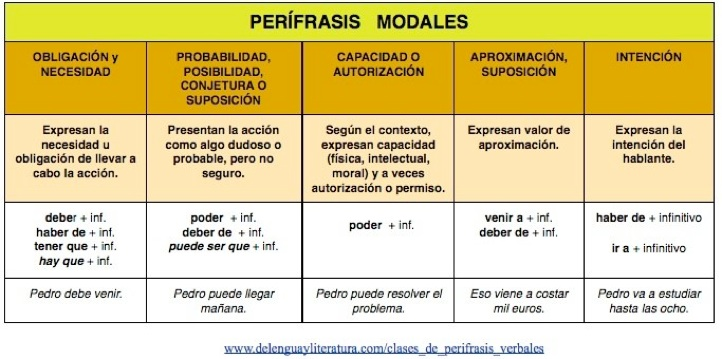 PERÍFRASIS MODALES
OBLIGACIÓN y
NECESIDAD
PROBABILIDAD,
POSIBILIDAD,
CONJETURA O
SUPOSICIÓN
CAPACIDAD O
AUTORIZACIÓN
APROXIMACIÓN,
SUPOSICIÓN
INTENCIÓN
Expresan la
necesidad u
obligación de llevar a
cabo la acción.
Presentan la acción
como algo dudoso o
probable, pero no
seguro.
Según el contexto,
expresan capacidad
(física, intelectual,
moral) y a veces
autorización o permiso.
Expresan valor de
aproximación.
Expresan la
intención del
hablante.
deber + inf.
haber de + inf.
tener que + inf.
hay que + inf.
poder + inf.
deber de + inf.
puede ser que + inf.
poder + inf.
venir a + inf.
deber de + inf.
haber de + infinitivo
ir a + infinitivo
Pedro debe venir.
Pedro puede llegar
mañana.
Pedro puede resolver el
problema.
Eso viene a costar
mil euros.
Pedro va a estudiar
hasta las ocho.
www.delenguayliteratura.com/clases_de_perifrasis_verbales